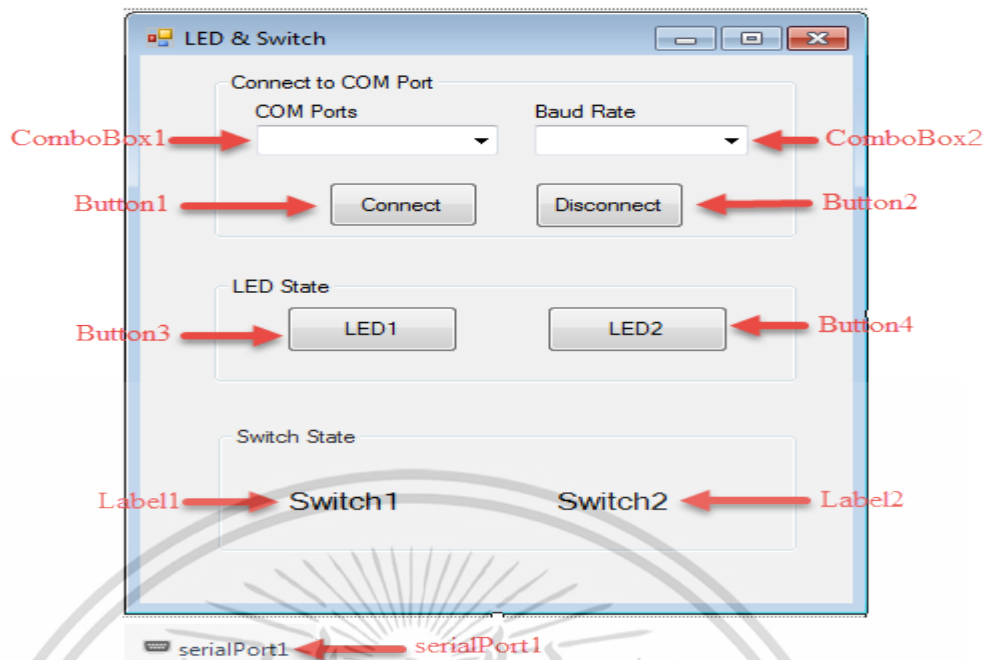 LED & Switch
Connect to COM Port
COM Ports Baud Rate
ComboBox1 ComboBox2
Button1 Connect Disconnect Button2
LED State
Button3 LED1 LED2 Button4
Switch State
Label1 Switch1 Switch2 Label2
serialPort1 serialPort1